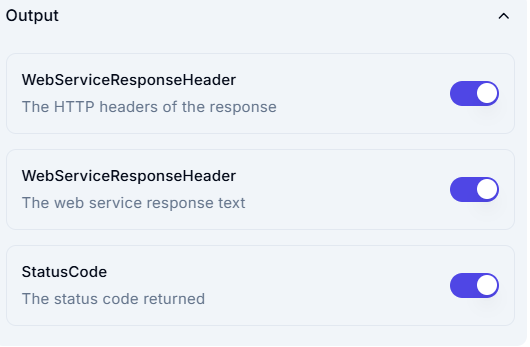 Output
WebServiceResponseHeader
The HTTP headers of the response
WebServiceResponseHeader
The web service response text
StatusCode
The status code returned